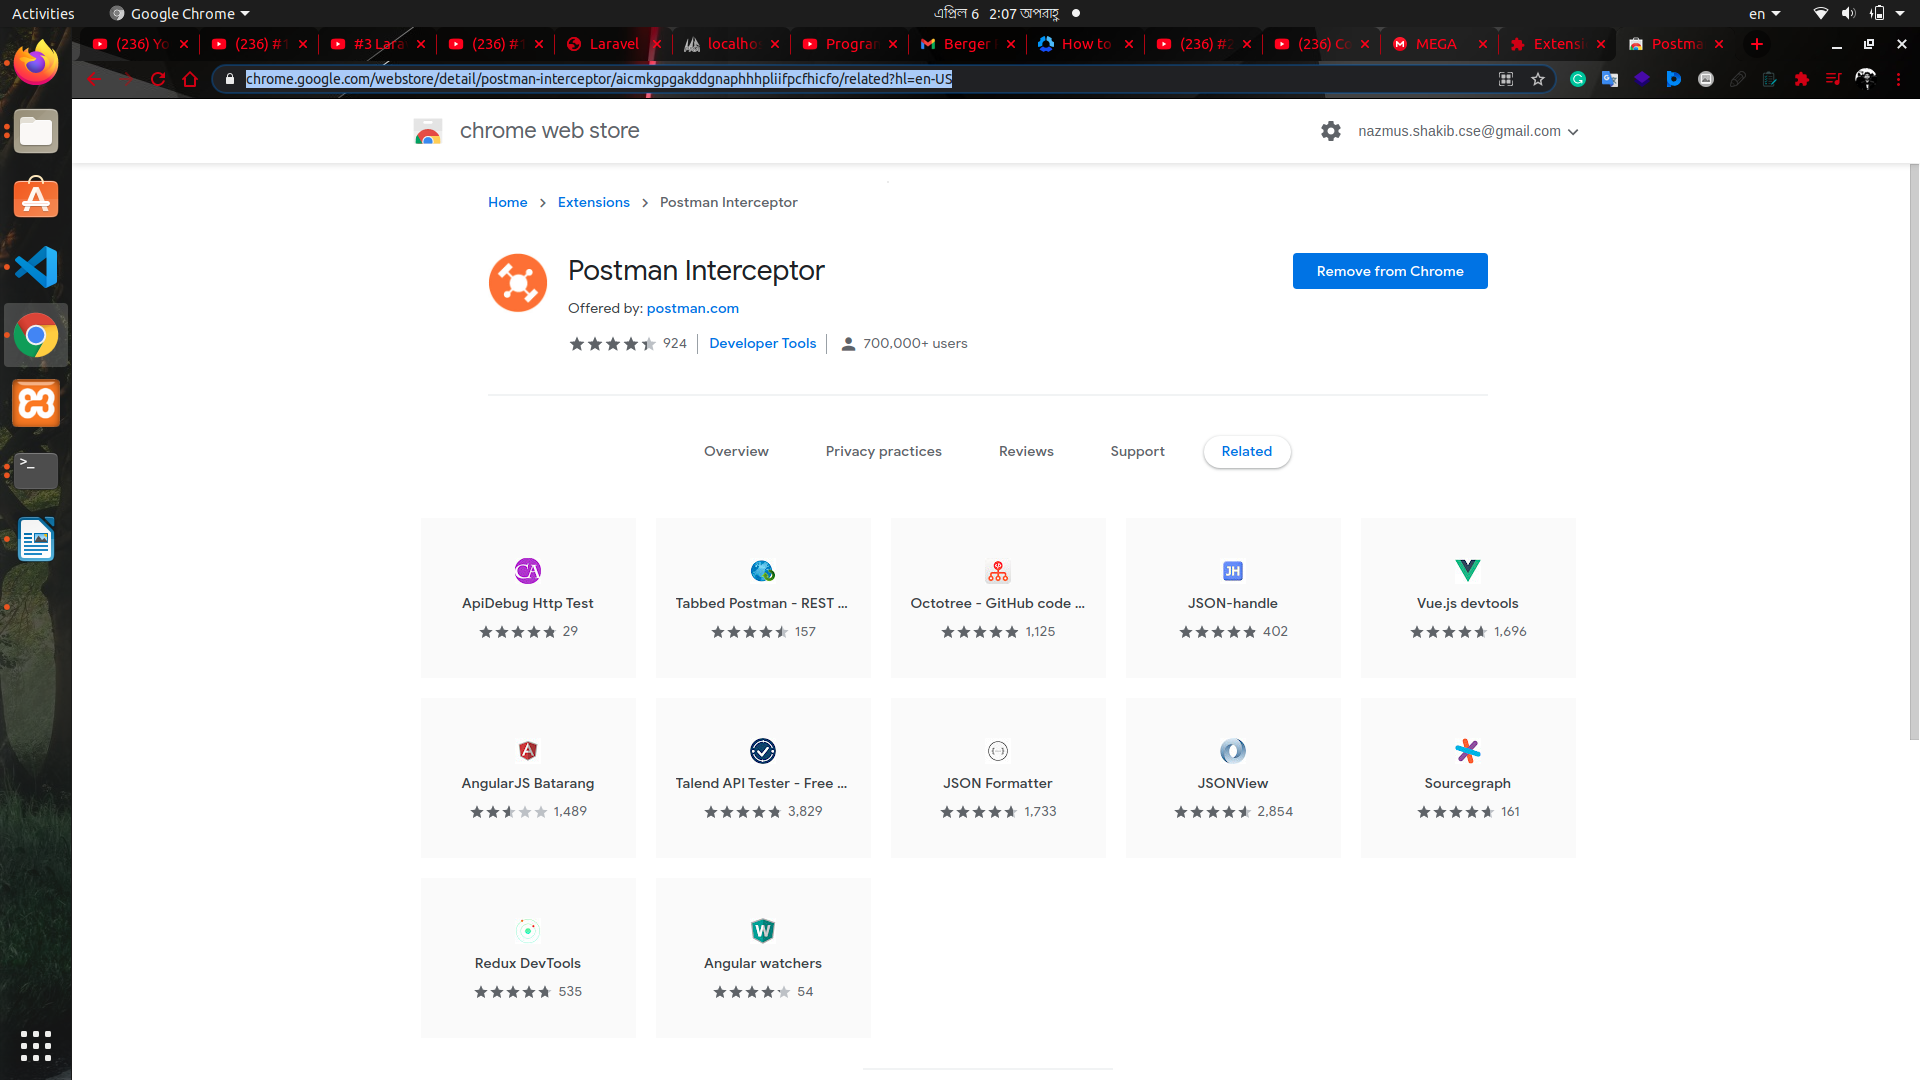 Activities
Google Chrome
এপ্রিল 6 2:07 অপরাহ্ণ
en
(236) Yo
(236) #1
#3 Lara
(236) #1
Laravel
localhos
Program
Berger
How to
(236) #2
(236) Co
MEGA
Extensi
Postma
chrome.google.com/webstore/detail/postman-interceptor/aicmkgpgakddgnaphhhpliifpcfhicfo/related?hl=en-US
chrome web store
nazmus.shakib.cse@gmail.com
Home
Extensions
Postman Interceptor
Postman Interceptor
Remove from Chrome
Offered by: postman.com
924
Developer Tools
700,000+ users
Overview
Privacy practices
Reviews
Support
Related
CA
JH
ApiDebug Http Test
Tabbed Postman - REST ...
Octotree - GitHub code ...
JSON-handle
Vue.js devtools
29
157
1,125
402
1,696
AngularJS Batarang
Talend API Tester - Free ...
JSON Formatter
JSONView
Sourcegraph
1,489
3,829
1,733
2,854
161
W
Redux DevTools
Angular watchers
535
54